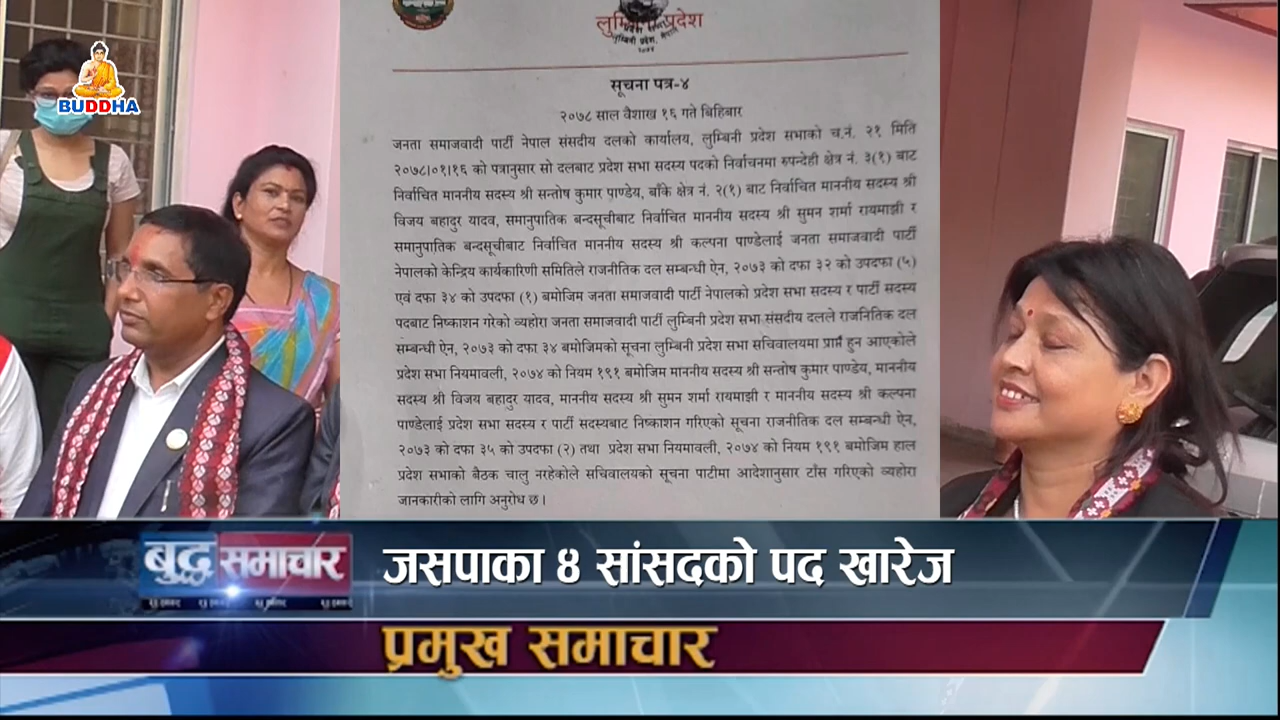 BUDDHA
लुम्बिनी प्रदेश
सूचना पत्र-४
२०७८ साल वैशाख १६ गते बिहिबार
जनता समाजवादी पार्टी नेपाल संसदीय दलको कार्यालय, लुम्बिनी प्रदेश सभाको च.नं. २१ मिति
२०७८।०१।१६ को पत्रानुसार सो दलबाट प्रदेश सभा सदस्य पदको निर्वाचनमा रुपन्देही क्षेत्र नं. ३(१) बाट
निर्वाचित माननीय सदस्य श्री सन्तोष कुमार पाण्डेय, बाँके क्षेत्र नं. २(१) बाट निर्वाचित माननीय सदस्य श्री
विजय बहादुर यादव, समानुपातिक बन्दसूचीबाट निर्वाचित माननीय सदस्य श्री सुमन शर्मा रायमाझी र
समानुपातिक बन्दसूचीबाट निर्वाचित माननीय सदस्य श्री कल्पना पाण्डेलाई जनता समाजवादी पार्टी
नेपालको केन्द्रिय कार्यकारिणी समितिले राजनीतिक दल सम्बन्धी ऐन, २०७३ को दफा ३२ को उपदफा (५)
एवं दफा ३४ को उपदफा (१) बमोजिम जनता समाजवादी पार्टी नेपालको प्रदेश सभा सदस्य र पार्टी सदस्य
पदबाट निष्काशन गरेको व्यहोरा जनता समाजवादी पार्टी लुम्बिनी प्रदेश सभा संसदीय दलले राजनितिक दल
सम्बन्धी ऐन, २०७३ को दफा ३४ बमोजिमको सूचना लुम्बिनी प्रदेश सभा सचिवालयमा प्राप्त हुन आएकोले
प्रदेश सभा नियमावली, २०७४ को नियम १९१ बमोजिम माननीय सदस्य श्री सन्तोष कुमार पाण्डेय, माननीय
सदस्य श्री विजय बहादुर यादव, माननीय सदस्य श्री सुमन शर्मा रायमाझी र माननीय सदस्य श्री कल्पना
पाण्डेलाई प्रदेश सभा सदस्य र पार्टी सदस्यबाट निष्काशन गरिएको सूचना राजनीतिक दल सम्बन्धी ऐन,
२०७३ को दफा ३५ को उपदफा (२) तथा प्रदेश सभा नियमावली, २०७४ को नियम १९१ बमोजिम हाल
प्रदेश सभाको बैठक चालु नरहेकोले सचिवालयको सूचना पाटीमा आदेशानुसार टाँस गरिएको व्यहोरा
जानकारीको लागि अनुरोध छ।
बुद्ध समाचार
जसपाका ४ सांसदको पद खारेज
प्रमुख समाचार